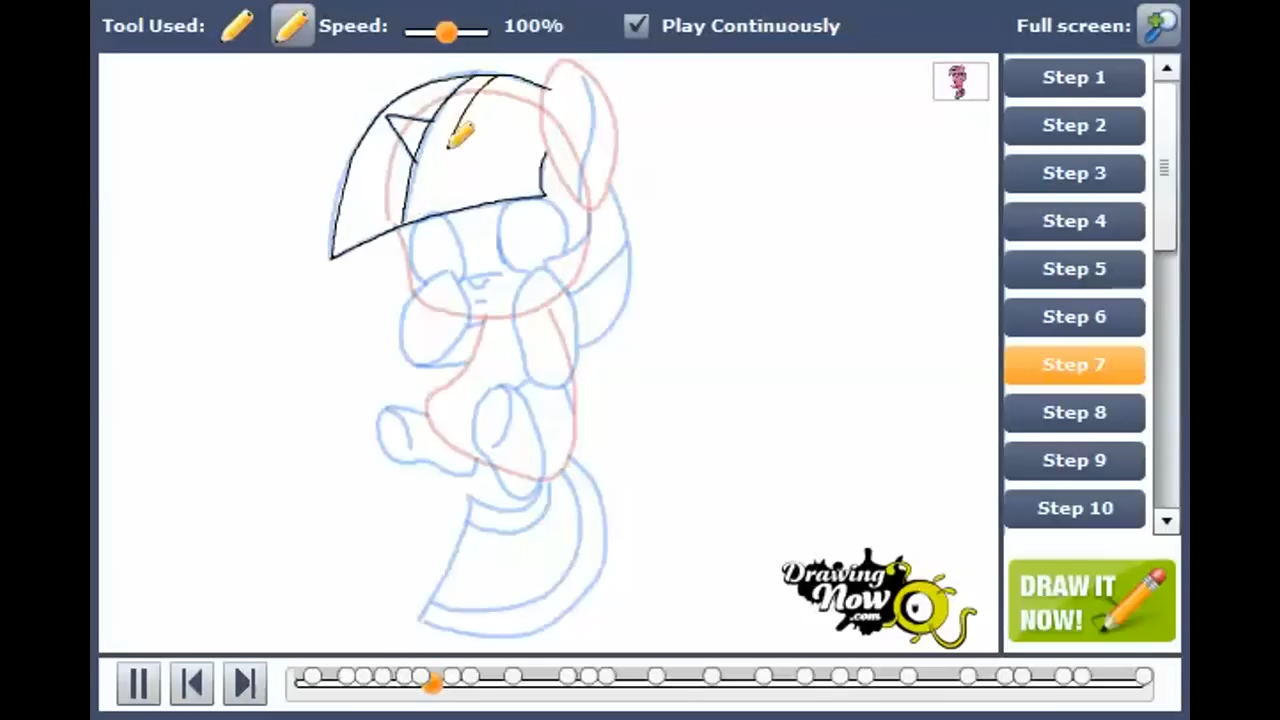 Tool Used: Speed: 100% Play Continuously Full screen:
Step 1
Step 2
Step 3
Step 4
Step 5
Step 6
Step 7
Step 8
Step 9
Step 10
Drawing
Now
.com
DRAW IT
NOW!